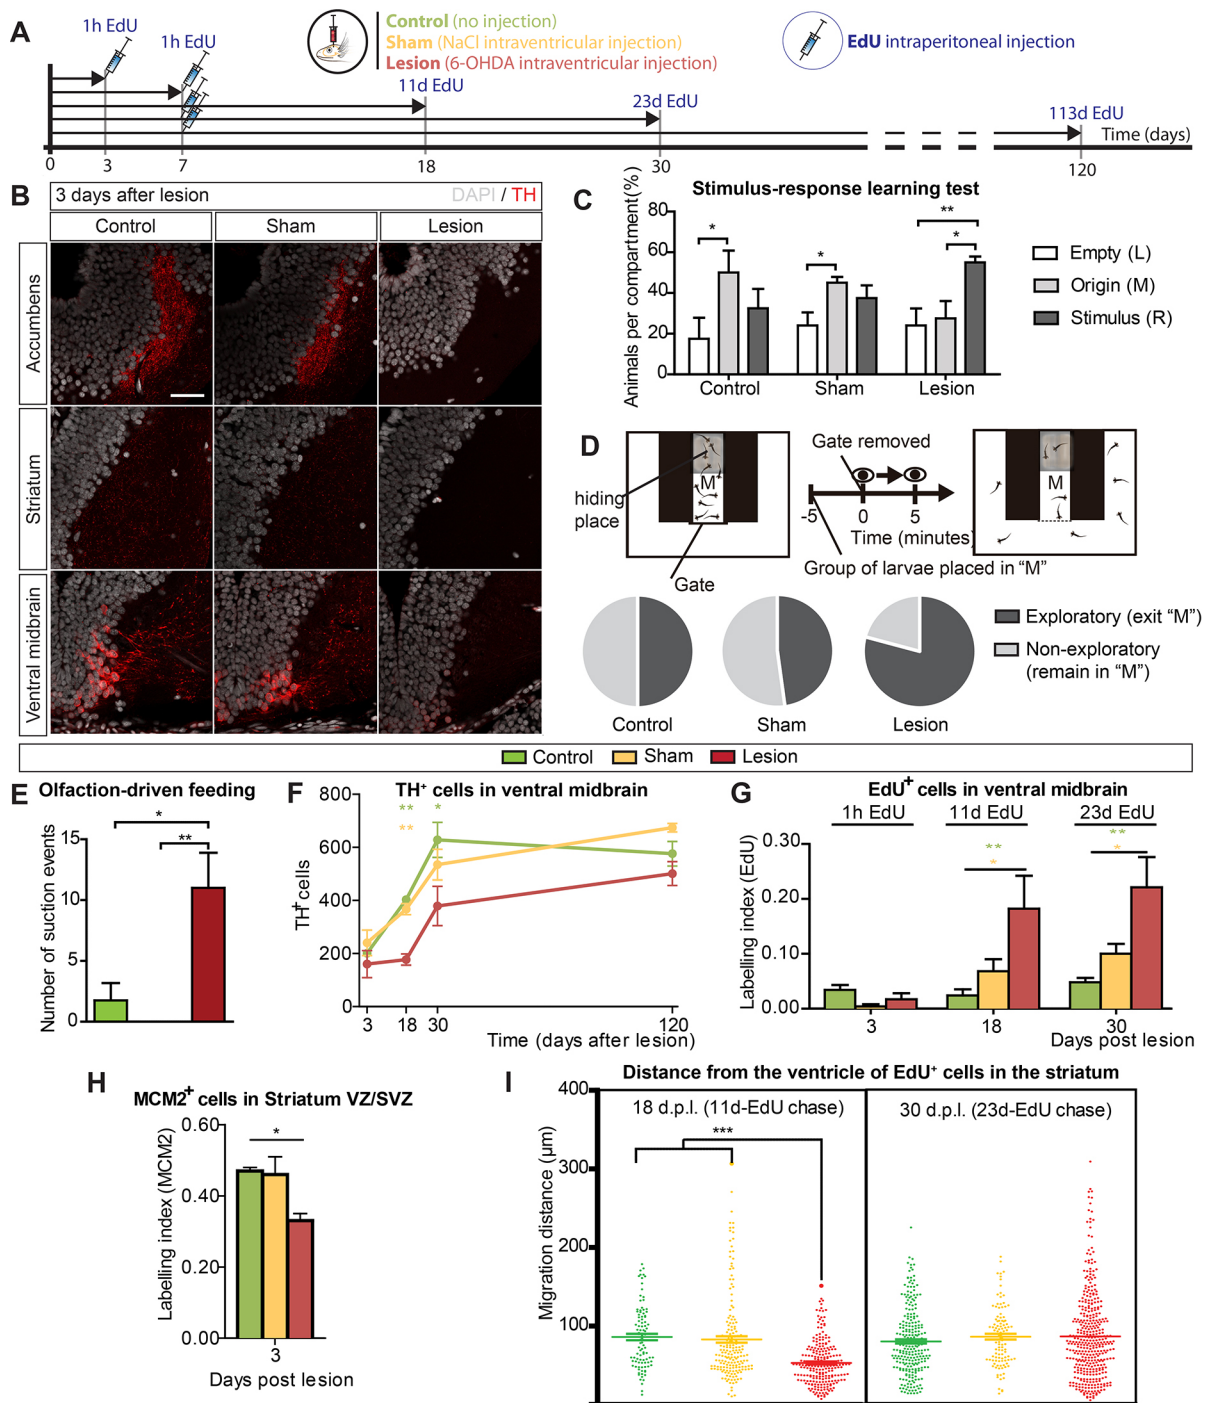 A
1h EdU
1h EdU
Control (no injection)
Sham (NaCl intraventricular injection)
Lesion (6-OHDA intraventricular injection)
EdU intraperitoneal injection
11d EdU
23d EdU
113d EdU
Time (days)
0 3 7 18 30 120
B
3 days after lesion DAPI / TH
Control Sham Lesion
Accumbens
Striatum
Ventral midbrain
C
Stimulus-response learning test
Animals per compartment(%)
80
60
40
20
0
* * ** *
Control Sham Lesion
Empty (L)
Origin (M)
Stimulus (R)
D
hiding
place
M
Gate
Gate removed
-5 0 5
Time (minutes)
Group of larvae placed in “M”
M
Control Sham Lesion
Exploratory (exit “M”)
Non-exploratory
(remain in “M”)
Control Sham Lesion
E
Olfaction-driven feeding
Number of suction events
15
10
5
0
*
**
F
TH+ cells in ventral midbrain
TH+ cells
800
600
400
200
0
** *
**
3 18 30 120
Time (days after lesion)
G
EdU+ cells in ventral midbrain
1h EdU 11d EdU 23d EdU
Labelling index (EdU)
0.30
0.20
0.10
0.00
** **
* *
3 18 30
Days post lesion
H
MCM2+ cells in Striatum VZ/SVZ
Labelling index (MCM2)
0.60
0.40
0.20
0.00
*
3
Days post lesion
I
Distance from the ventricle of EdU+ cells in the striatum
Migration distance (µm)
400
300
200
100
18 d.p.l. (11d-EdU chase)
***
30 d.p.l. (23d-EdU chase)